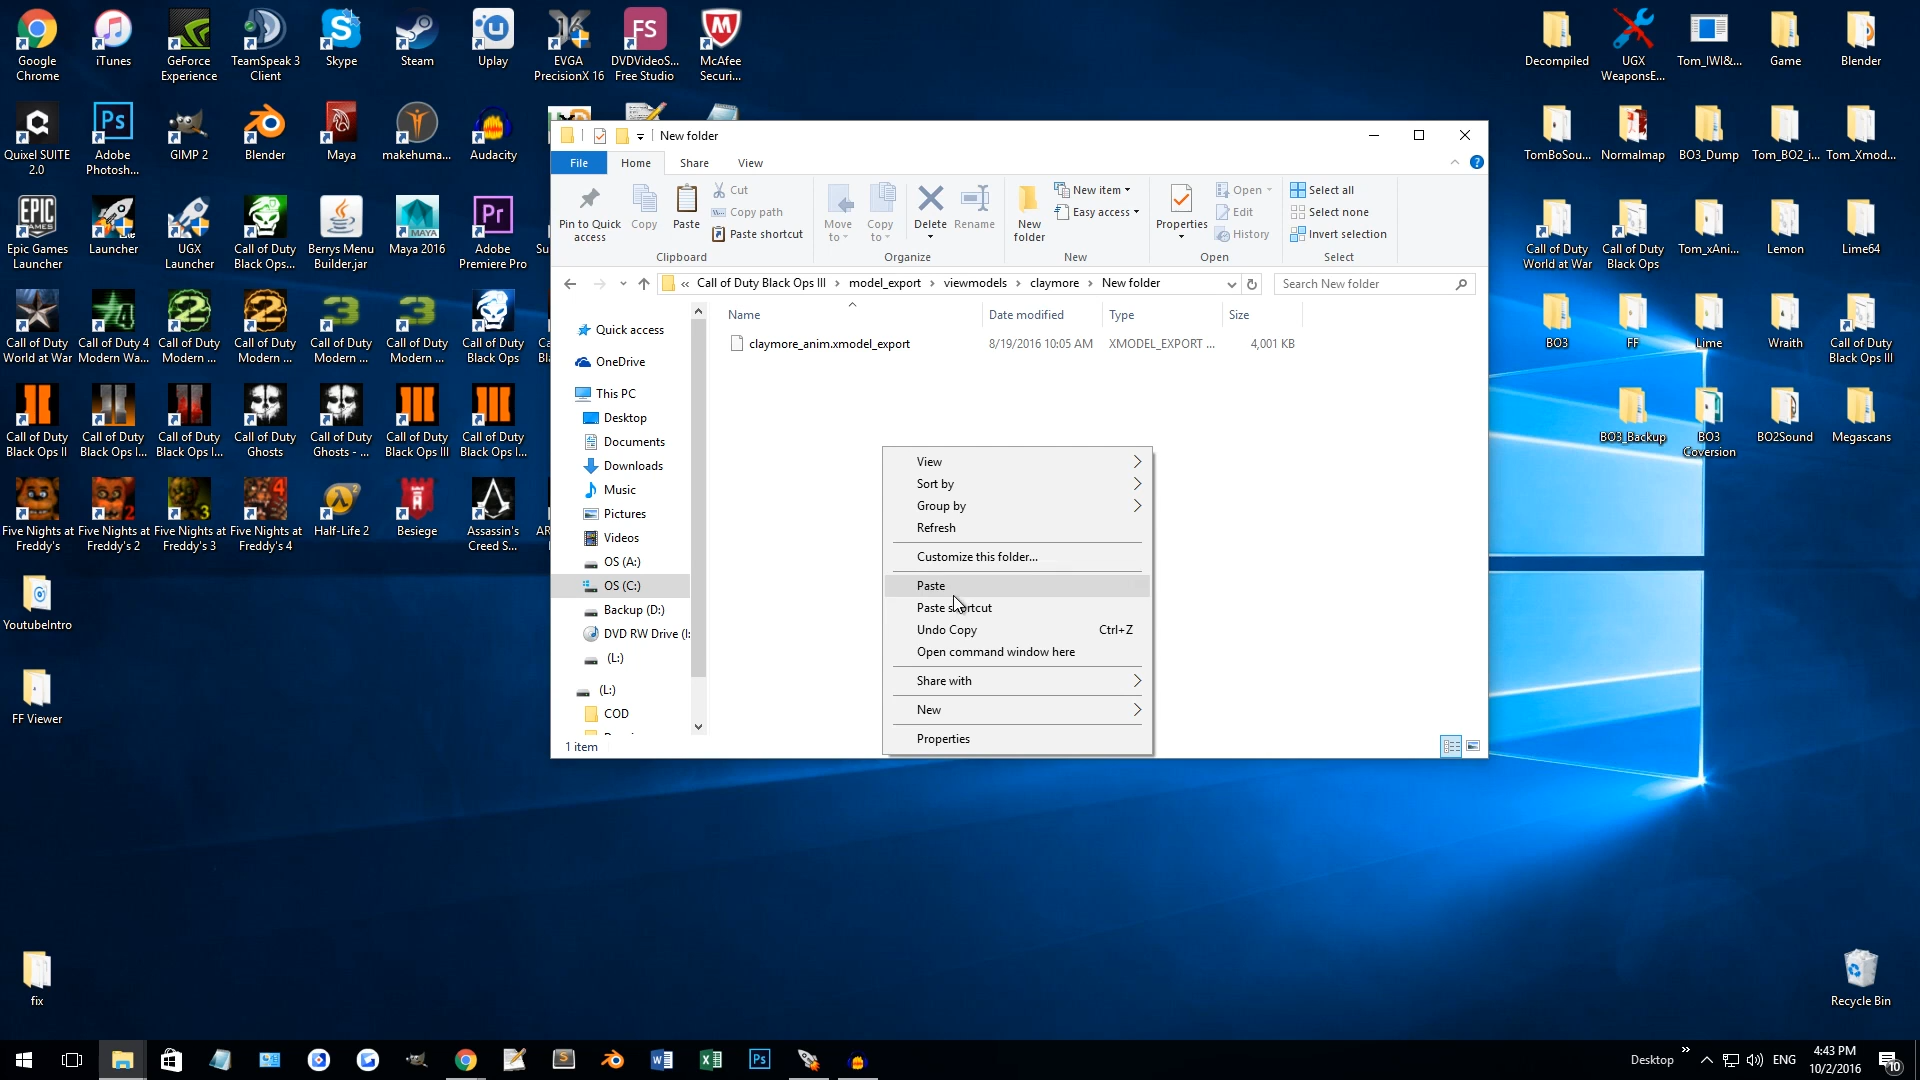 Google
Chrome
iTunes
GeForce
Experience
TeamSpeak 3
Client
Skype
Steam
Uplay
EVGA
PrecisionX 16
DVDVideoS...
Free Studio
McAfee
Securi...
Decompiled
UGX
WeaponsE...
Tom_IWI&...
Game
Blender
Quixel SUITE
2.0
Adobe
Photosh...
GIMP 2
Blender
Maya
makehuma...
Audacity
TomBoSou...
Normalmap
BO3_Dump
Tom_BO2_i...
Tom_Xmod...
Epic Games
Launcher
Launcher
UGX
Launcher
Call of Duty
Black Ops...
Berrys Menu
Builder.jar
Maya 2016
Adobe
Premiere Pro
Su
Call of Duty
World at War
Call of Duty
Black Ops
Tom_xAni...
Lemon
Lime64
Call of Duty
World at War
Call of Duty 4
Modern Wa...
Call of Duty
Modern ...
Call of Duty
Modern ...
Call of Duty
Modern ...
Call of Duty
Modern ...
Call of Duty
Black Ops
BO3
FF
Lime
Wraith
Call of Duty
Black Ops III
Call of Duty
Black Ops II
Call of Duty
Black Ops I...
Call of Duty
Black Ops I...
Call of Duty
Ghosts
Call of Duty
Ghosts - ...
Call of Duty
Black Ops III
Call of Duty
Black Ops I...
BO3_Backup
BO3
Coversion
BO2Sound
Megascans
Five Nights at
Freddy's
Five Nights at
Freddy's 2
Five Nights at
Freddy's 3
Five Nights at
Freddy's 4
Half-Life 2
Besiege
Assassin's
Creed S...
AR
YoutubeIntro
FF Viewer
fix
Recycle Bin
New folder
File
Home
Share
View
Pin to Quick
access
Copy
Paste
Cut
Copy path
Paste shortcut
Clipboard
Move
to
Copy
to
Delete
Rename
Organize
New
folder
New item
Easy access
New
Properties
Open
Edit
History
Open
Select all
Select none
Invert selection
Select
« Call of Duty Black Ops III > model_export > viewmodels > claymore > New folder
Search New folder
Name
Date modified
Type
Size
claymore_anim.xmodel_export
8/19/2016 10:05 AM
XMODEL_EXPORT ...
4,001 KB
Quick access
OneDrive
This PC
Desktop
Documents
Downloads
Music
Pictures
Videos
OS (A:)
OS (C:)
Backup (D:)
DVD RW Drive (I:
(L:)
(L:)
COD
1 item
View
Sort by
Group by
Refresh
Customize this folder...
Paste
Paste shortcut
Undo Copy Ctrl+Z
Open command window here
Share with
New
Properties
Desktop
ENG
4:43 PM
10/2/2016
10